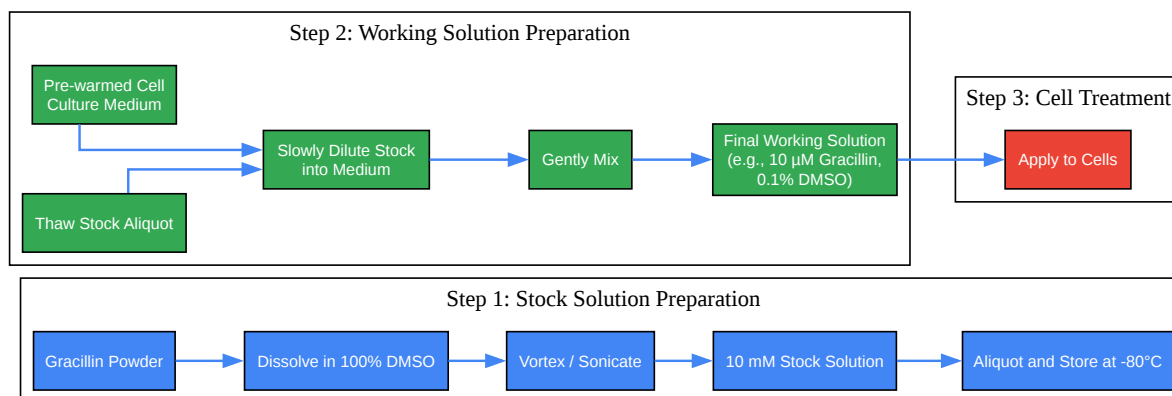 Step 2: Working Solution Preparation
Pre-warmed Cell
Culture Medium
Thaw Stock Aliquot
Slowly Dilute Stock
into Medium
Gently Mix
Final Working Solution
(e.g., 10 µM Gracillin,
0.1% DMSO)
Step 3: Cell Treatment
Apply to Cells
Step 1: Stock Solution Preparation
Gracillin Powder
Dissolve in 100% DMSO
Vortex / Sonicate
10 mM Stock Solution
Aliquot and Store at -80°C